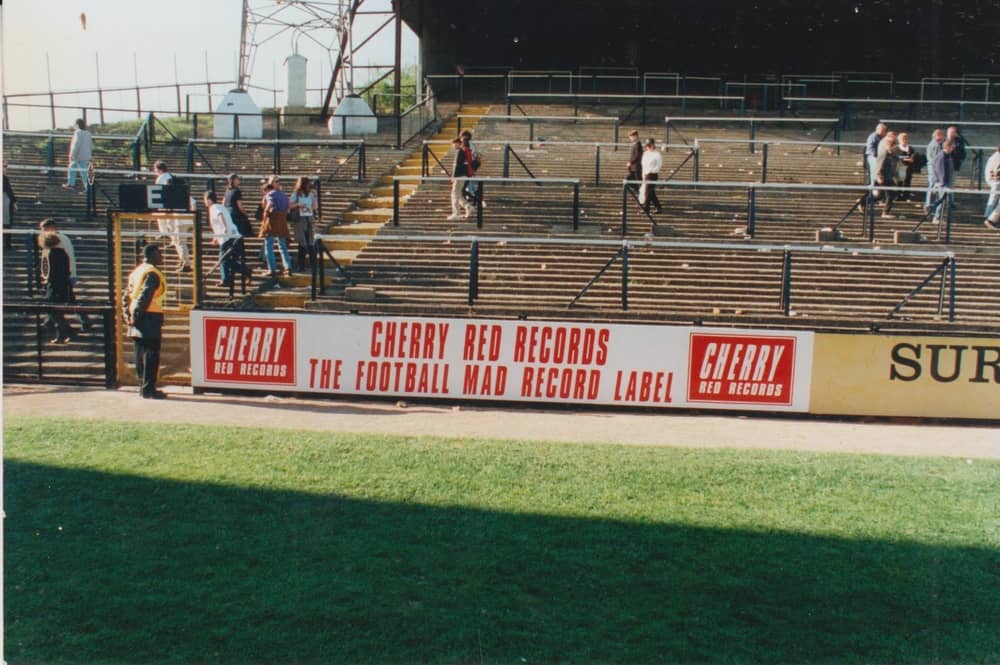 E
CHERRY
RED RECORDS
CHERRY RED RECORDS
THE FOOTBALL MAD RECORD LABEL
CHERRY
RED RECORDS
SUR